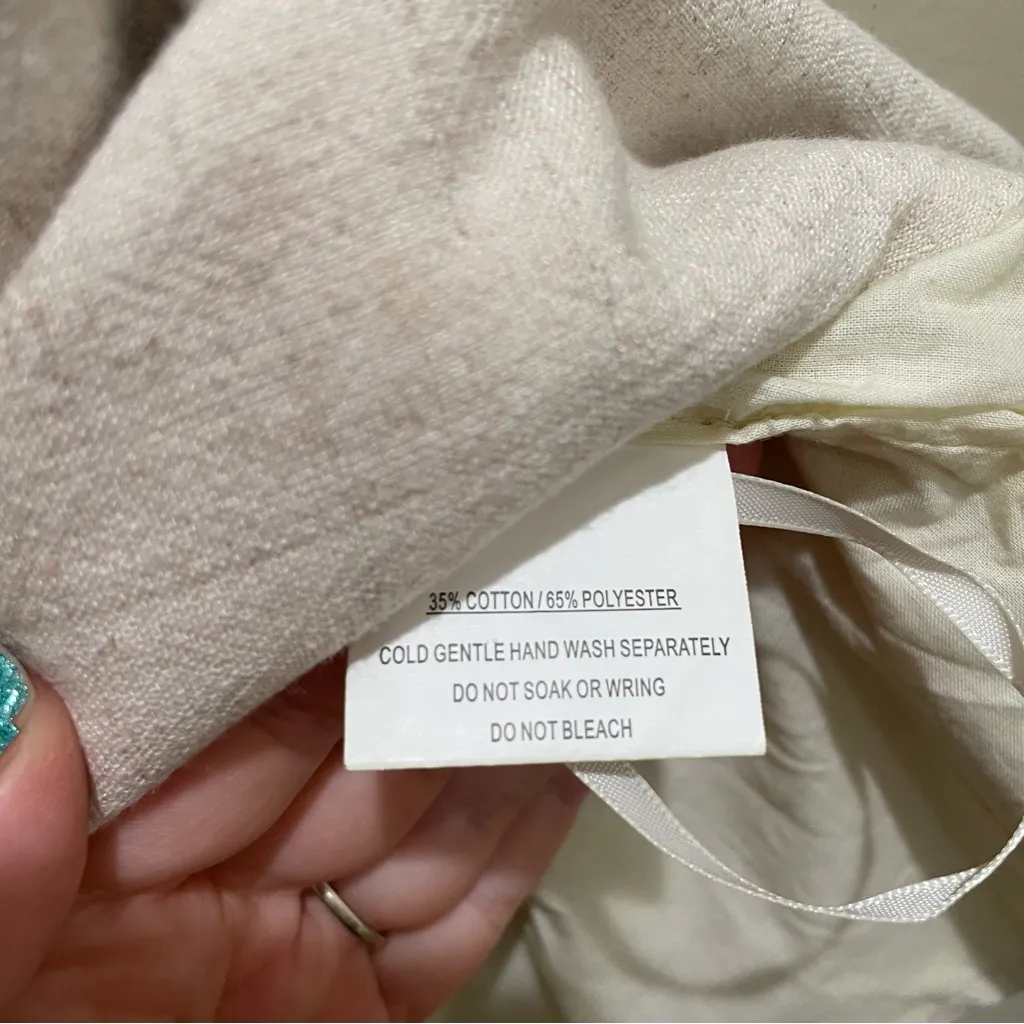 35% COTTON / 65% POLYESTER
COLD GENTLE HAND WASH SEPARATELY
DO NOT SOAK OR WRING
DO NOT BLEACH